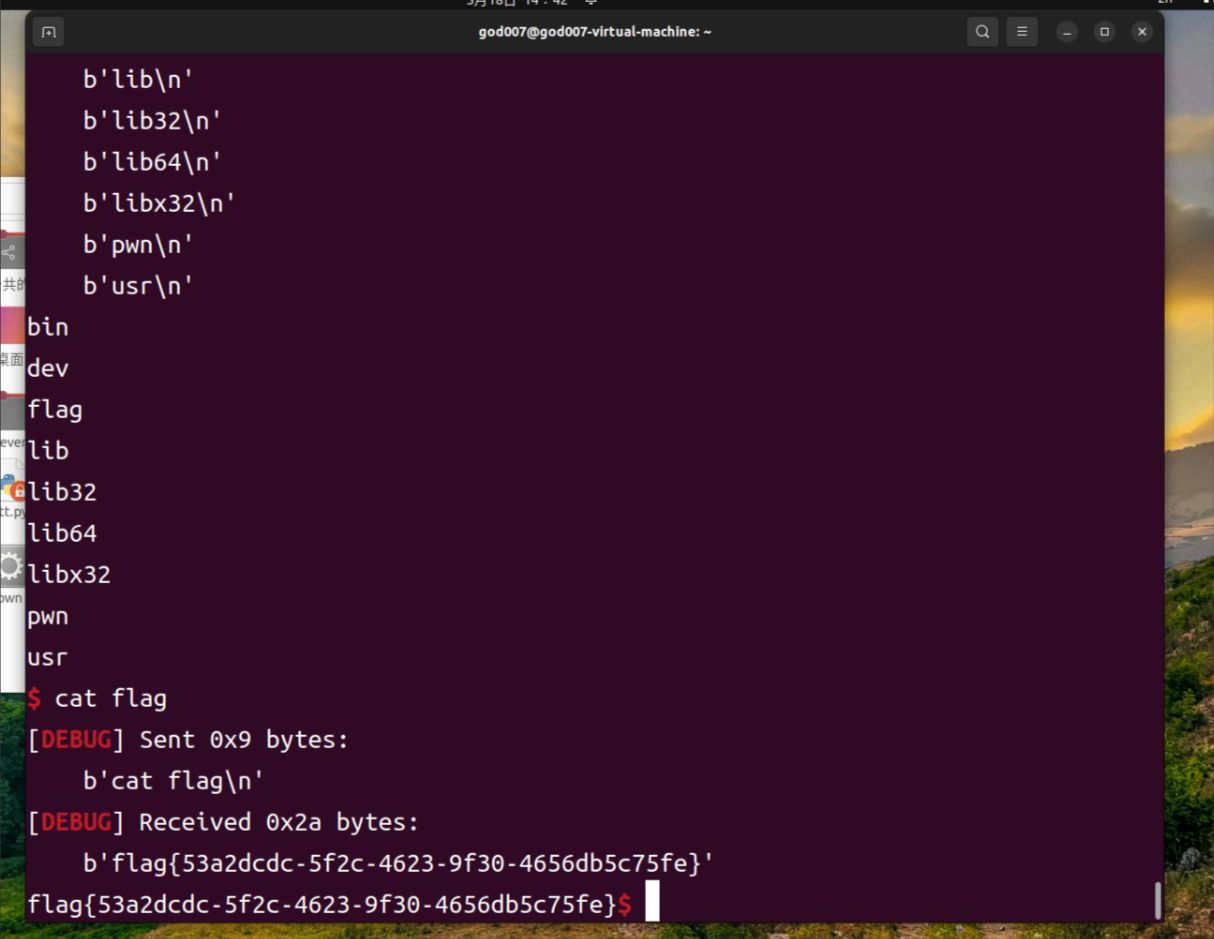 god007@god007-virtual-machine: ~
b'lib\n'
b'lib32\n'
b'lib64\n'
b'libx32\n'
b'pwn\n'
b'usr\n'
bin
dev
flag
lib
lib32
lib64
libx32
pwn
usr
$ cat flag
[DEBUG] Sent 0x9 bytes:
b'cat flag\n'
[DEBUG] Received 0x2a bytes:
b'flag{53a2dcdc-5f2c-4623-9f30-4656db5c75fe}'
flag{53a2dcdc-5f2c-4623-9f30-4656db5c75fe}$